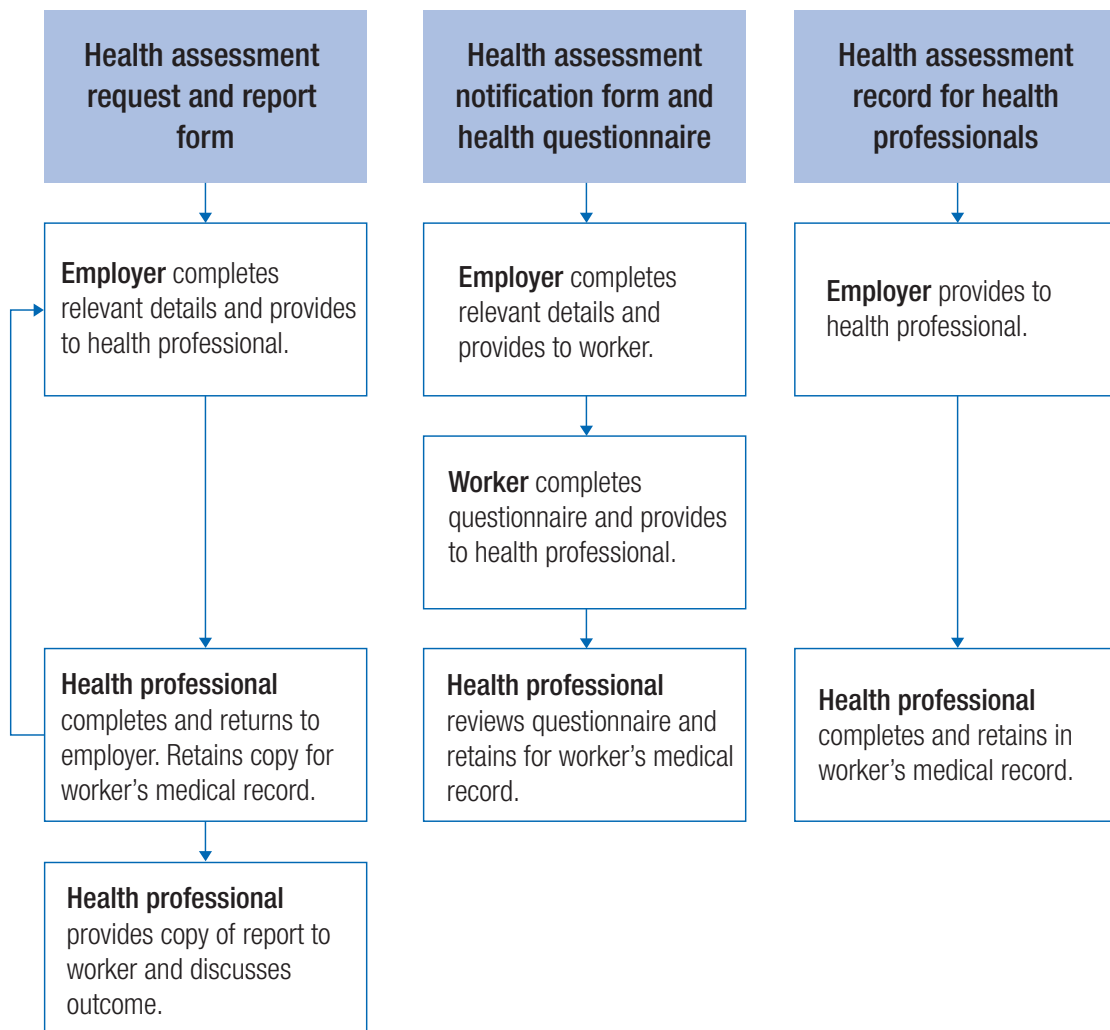 Health assessment
request and report
form
Health assessment
notification form and
health questionnaire
Health assessment
record for health
professionals
Employer completes
relevant details and provides
to health professional.
Employer completes
relevant details and
provides to worker.
Employer provides to
health professional.
Worker completes
questionnaire and provides
to health professional.
Health professional
completes and returns to
employer. Retains copy for
worker’s medical record.
Health professional
reviews questionnaire and
retains for worker’s medical
record.
Health professional
completes and retains in
worker’s medical record.
Health professional
provides copy of report to
worker and discusses
outcome.